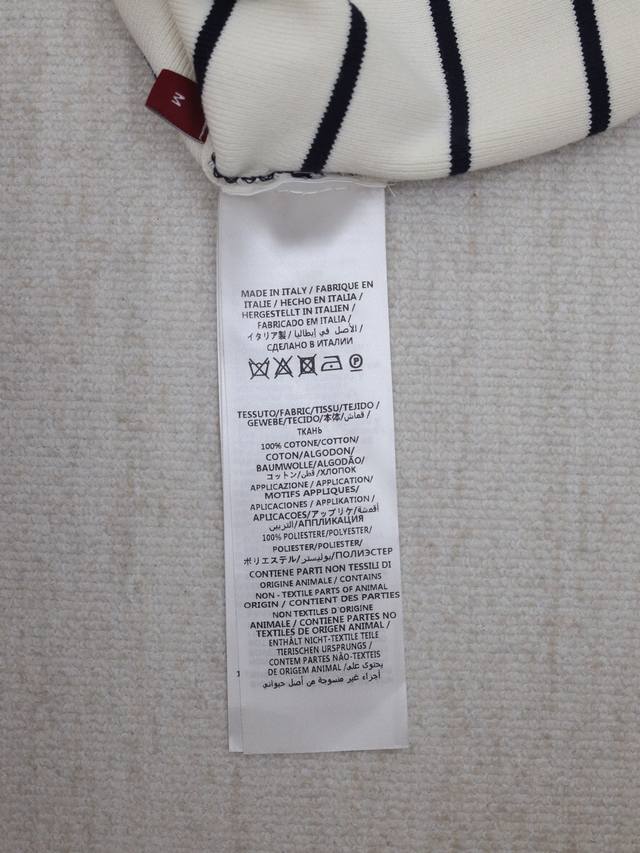 M
MADE IN ITALY / FABRIQUE EN
ITALIE / HECHO EN ITALIA /
HERGESTELLT IN ITALIEN /
FABRICADO EM ITALIA /
イタリア製 / الأصل في إيطاليا /
СДЕЛАНО В ИТАЛИИ
P
TESSUTO/FABRIC/TISSU/TEJIDO /
GEWEBE/TECIDO/本体/قماش /
ТКАНЬ
100% COTONE/COTTON/
COTON/ALGODON/
BAUMWOLLE/ALGODÃO/
コットン/قطن/ХЛОПОК
APPLICAZIONE / APPLICATION/
MOTIFS APPLIQUES/
APLICACIONES / APPLIKATION /
APLICACOES/アップリケ/أقمشة
التزيين/АППЛИКАЦИЯ
100% POLIESTERE/POLYESTER/
POLIESTER/POLIESTER/
ポリエステル/بوليستر/ПОЛИЭСТЕР
CONTIENE PARTI NON TESSILI DI
ORIGINE ANIMALE / CONTAINS
NON - TEXTILE PARTS OF ANIMAL
ORIGIN / CONTIENT DES PARTIES
NON TEXTILES D'ORIGINE
ANIMALE / CONTIENE PARTES NO
TEXTILES DE ORIGEN ANIMAL /
ENTHÄLT NICHT-TEXTILE TEILE
TIERISCHEN URSPRUNGS /
CONTEM PARTES NÃO-TEXTEIS
DE ORIGEM ANIMAL /يحتوى على
أجزاء غير منسوجة من أصل حيواني